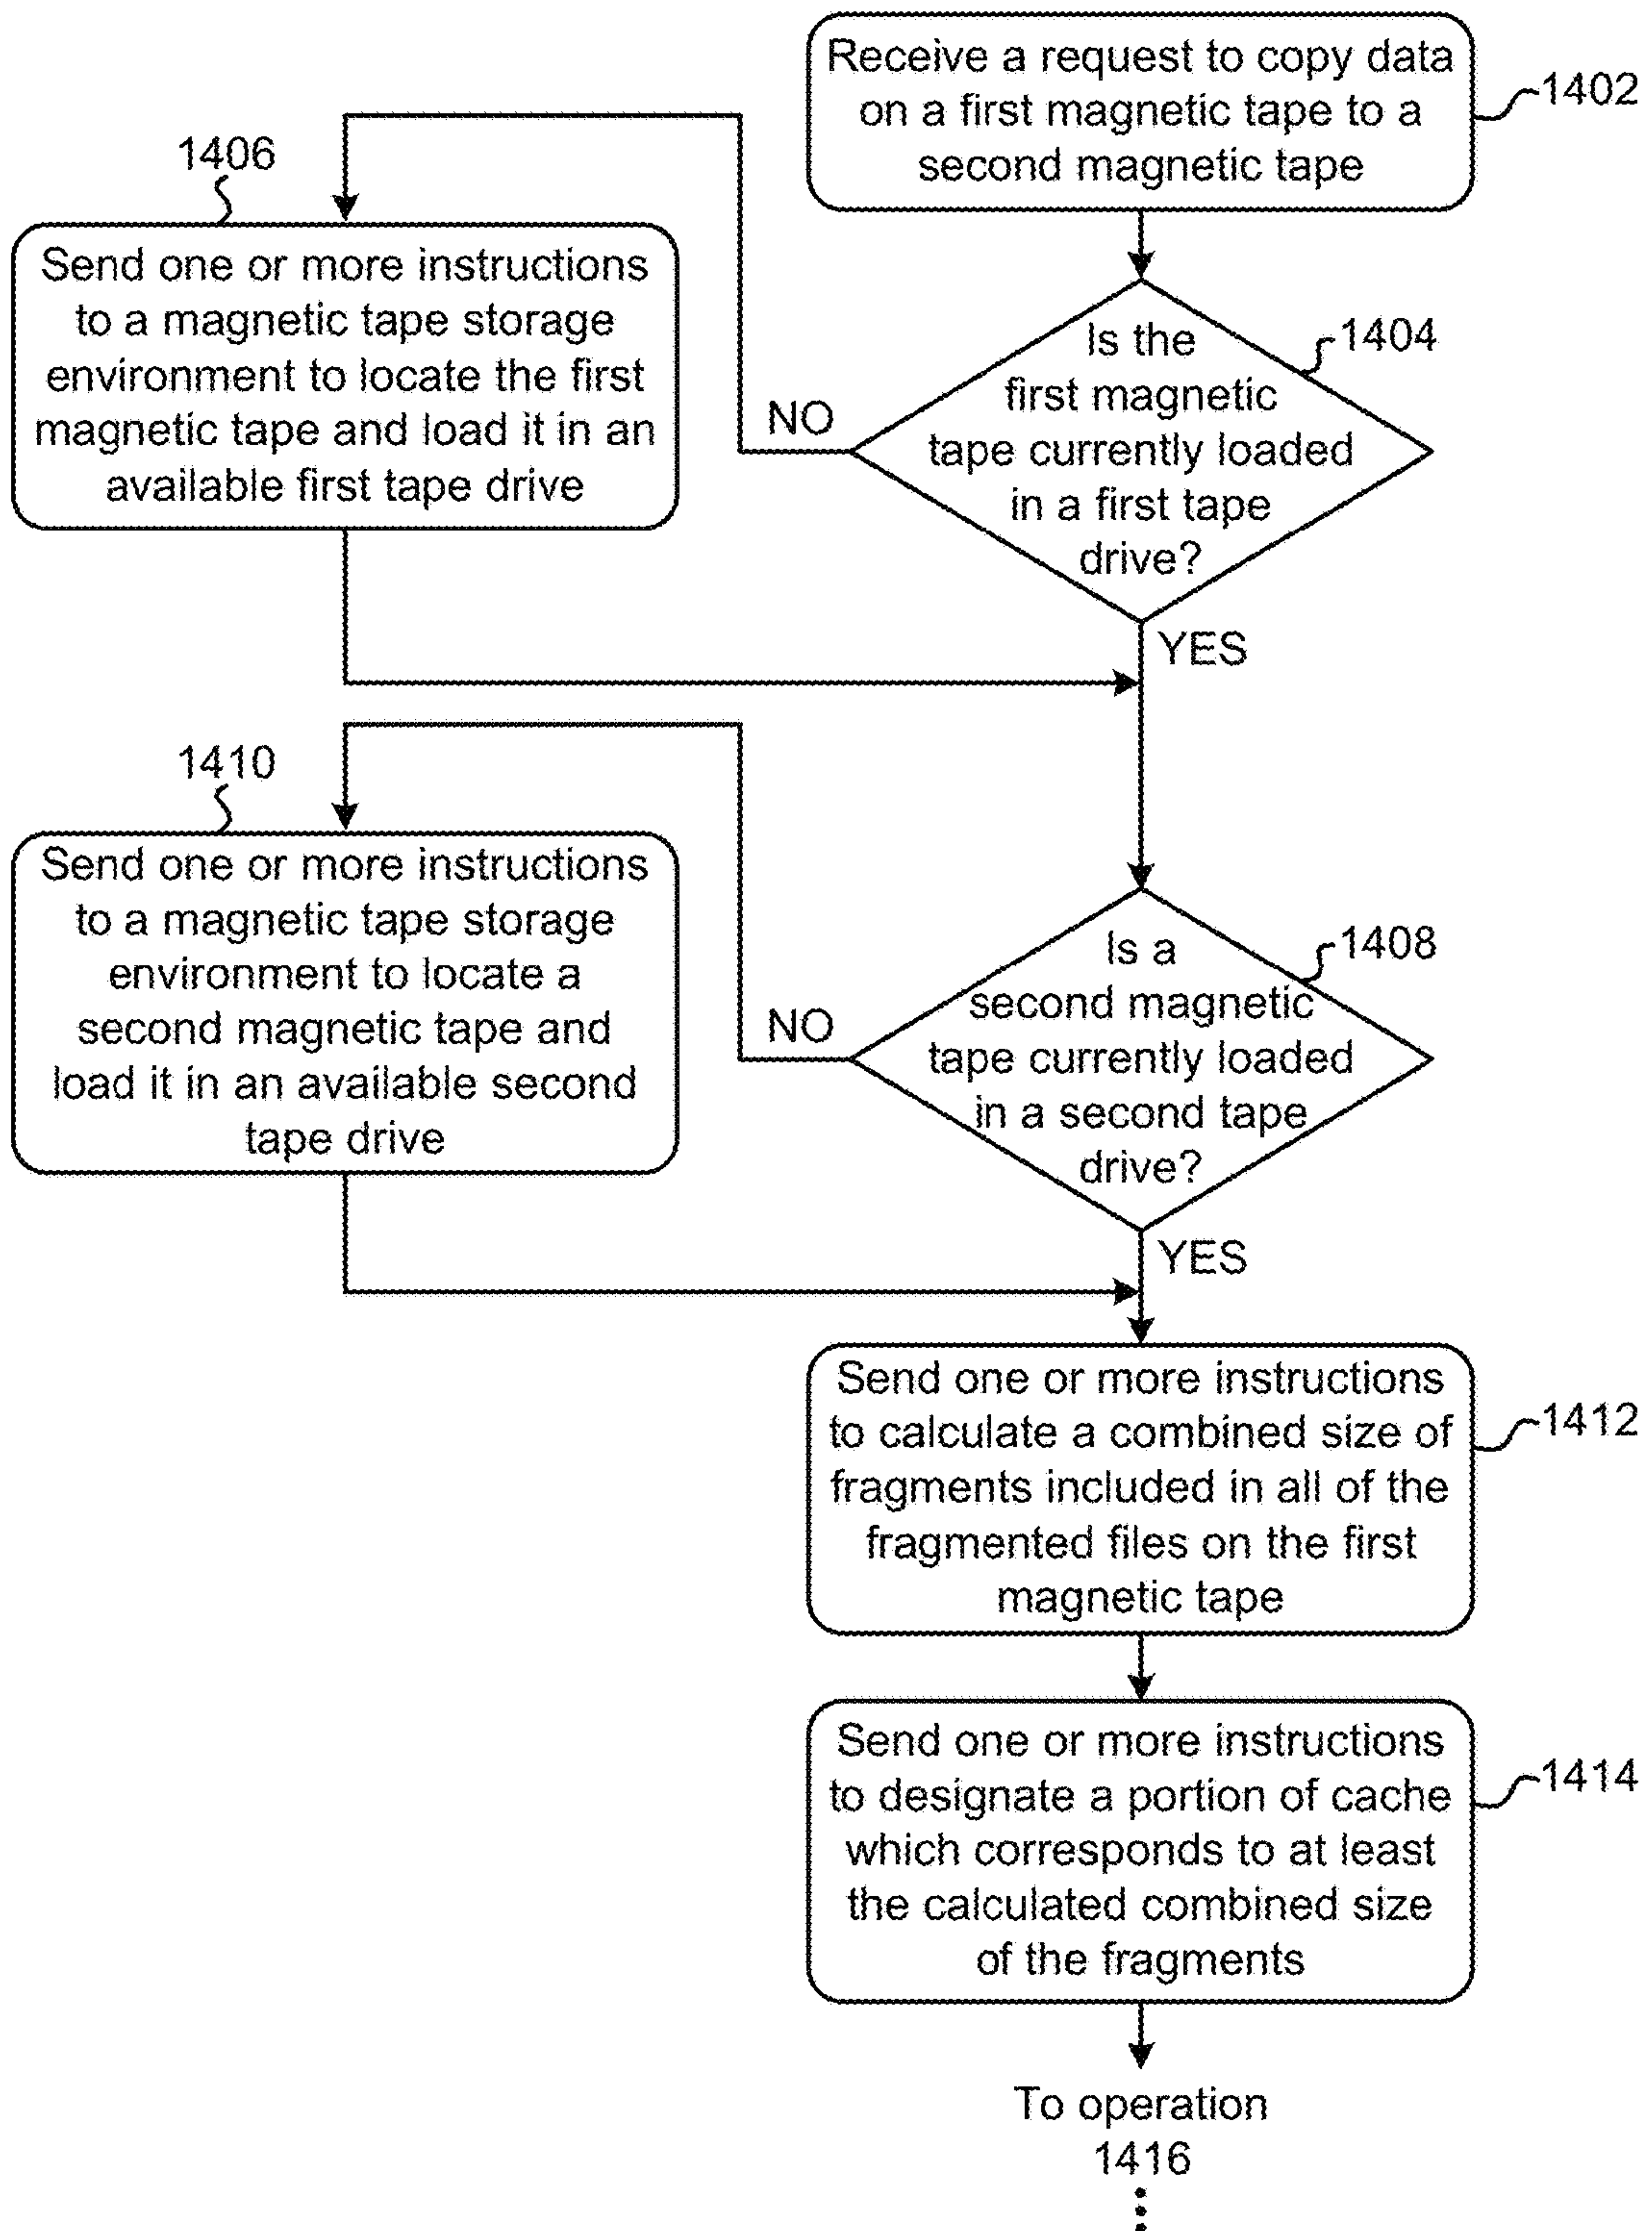 Receive a request to copy data
on a first magnetic tape to a
second magnetic tape
1402
1406
Send one or more instructions
to a magnetic tape storage
environment to locate the first
magnetic tape and load it in an
available first tape drive
Is the
first magnetic
tape currently loaded
in a first tape
drive?
1404
NO
YES
1410
Send one or more instructions
to a magnetic tape storage
environment to locate a
second magnetic tape and
load it in an available second
tape drive
Is a
second magnetic
tape currently loaded
in a second tape
drive?
1408
NO
YES
Send one or more instructions
to calculate a combined size of
fragments included in all of the
fragmented files on the first
magnetic tape
1412
Send one or more instructions
to designate a portion of cache
which corresponds to at least
the calculated combined size
of the fragments
1414
To operation
1416